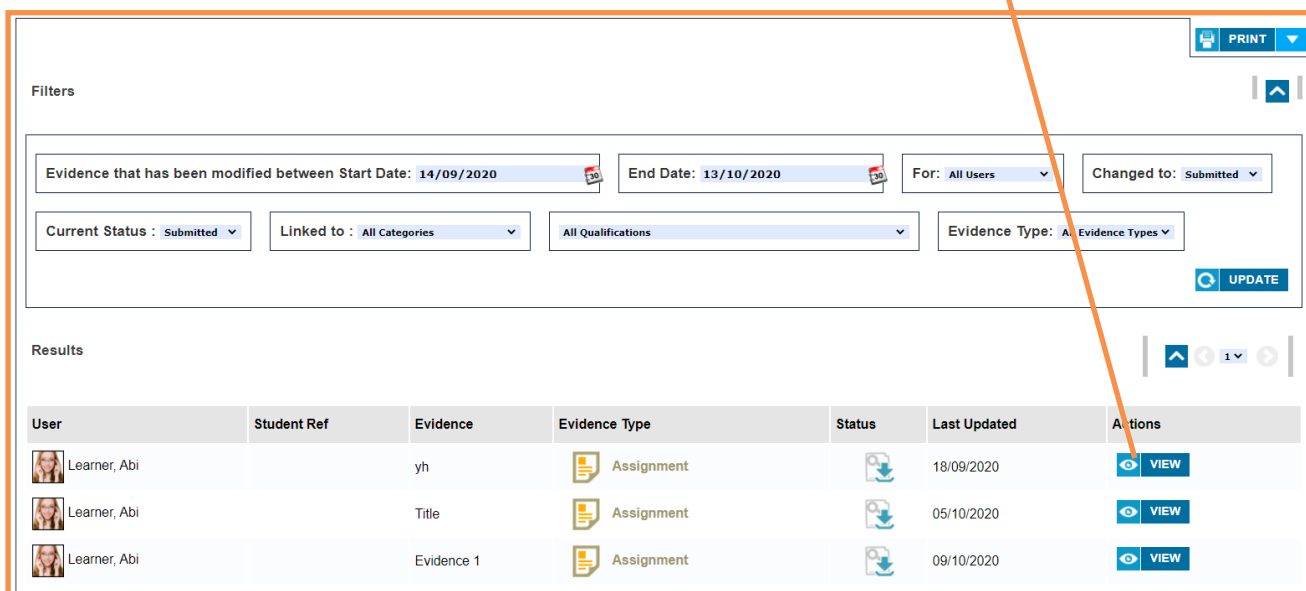 PRINT
Filters
Evidence that has been modified between Start Date: 14/09/2020 30 End Date: 13/10/2020 30 For: All Users Changed to: Submitted
Current Status : Submitted Linked to : All Categories All Qualifications Evidence Type: All Evidence Types
UPDATE
Results
1
User Student Ref Evidence Evidence Type Status Last Updated Actions
Learner, Abi yh Assignment 18/09/2020 VIEW
Learner, Abi Title Assignment 05/10/2020 VIEW
Learner, Abi Evidence 1 Assignment 09/10/2020 VIEW